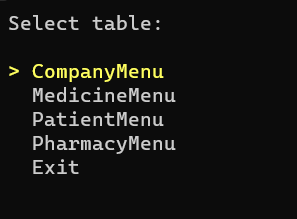 Select table:
> CompanyMenu
MedicineMenu
PatientMenu
PharmacyMenu
Exit